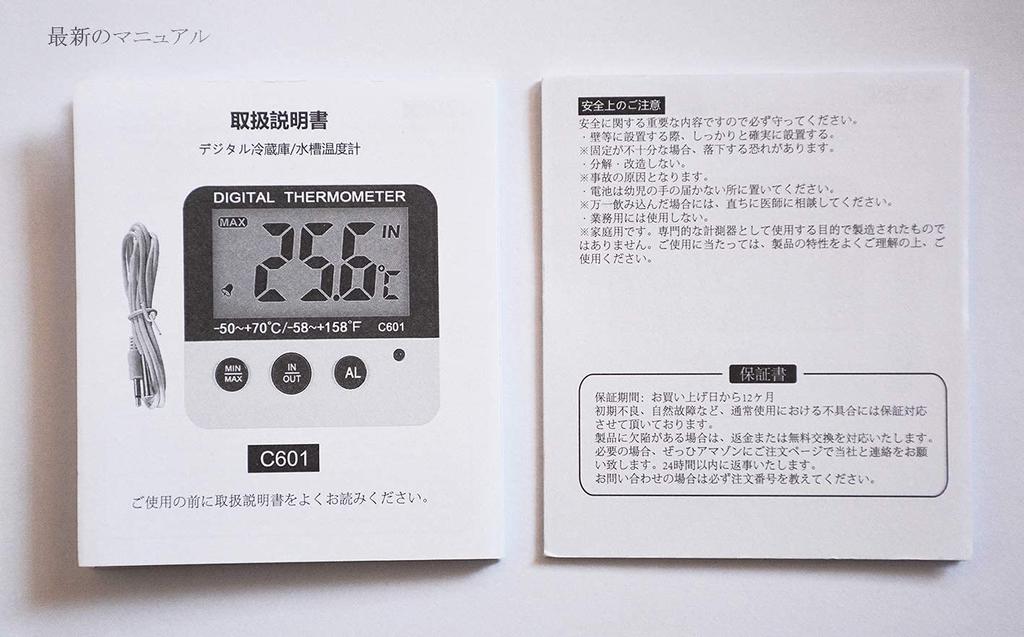 最新のマニュアル
取扱説明書
デジタル冷蔵庫/水槽温度計
DIGITAL THERMOMETER
MAX
IN
25.6℃
-50~+70℃/-58~+158℉ C601
MIN
MAX
IN
OUT
AL
C601
ご使用の前に取扱説明書をよくお読みください。
安全上のご注意
安全に関する重要な内容ですので必ず守ってください。
・壁等に設置する際、しっかりと確実に設置する。
※固定が不十分な場合、落下する恐れがあります。
・分解・改造しない。
※事故の原因となります。
・電池は幼児の手の届かない所に置いてください。
※万一飲み込んだ場合には、直ちに医師に相談してください。
・業務用には使用しない。
※家庭用です。専門的な計測器として使用する目的で製造されたもので
はありません。ご使用に当たっては、製品の特性をよくご理解の上、ご
使用ください。
保証書
保証期間: お買い上げ日から12ヶ月
初期不良、自然故障など、通常使用における不具合には保証対応
させて頂いております。
製品に欠陥がある場合は、返金または無料交換を対応いたします。
必要の場合、ぜっひアマゾンにご注文ページで当社と連絡をお願
い致します。24時間以内に返事いたします。
お問い合わせの場合は必ず注文番号を教えてください。